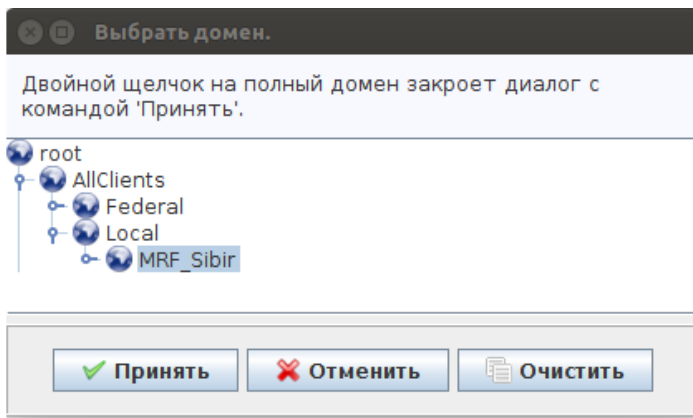 Выбрать домен.
Двойной щелчок на полный домен закроет диалог с
командой 'Принять'.
root
AllClients
Federal
Local
MRF_Sibir
Принять Отменить Очистить